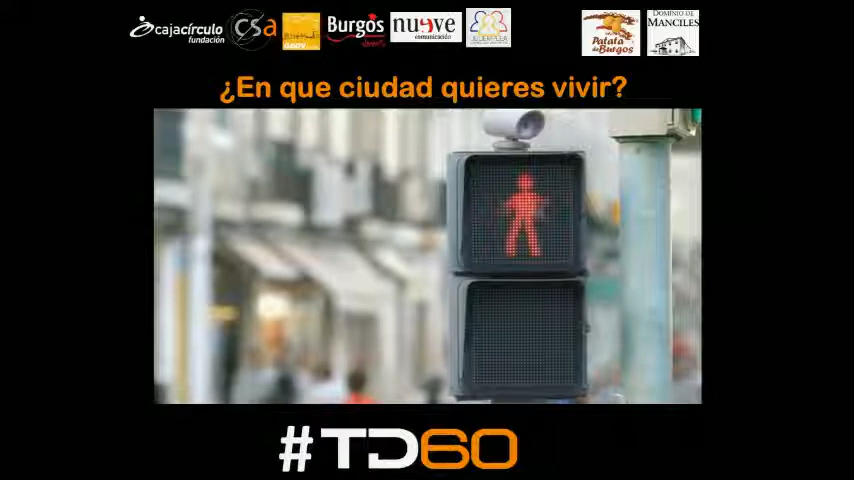 cajacírculo
fundación
CSa
Burgos
nueve
comunicación
Patata
de Burgos
DOMINIO DE
MANCILES
¿En que ciudad quieres vivir?
#TD60